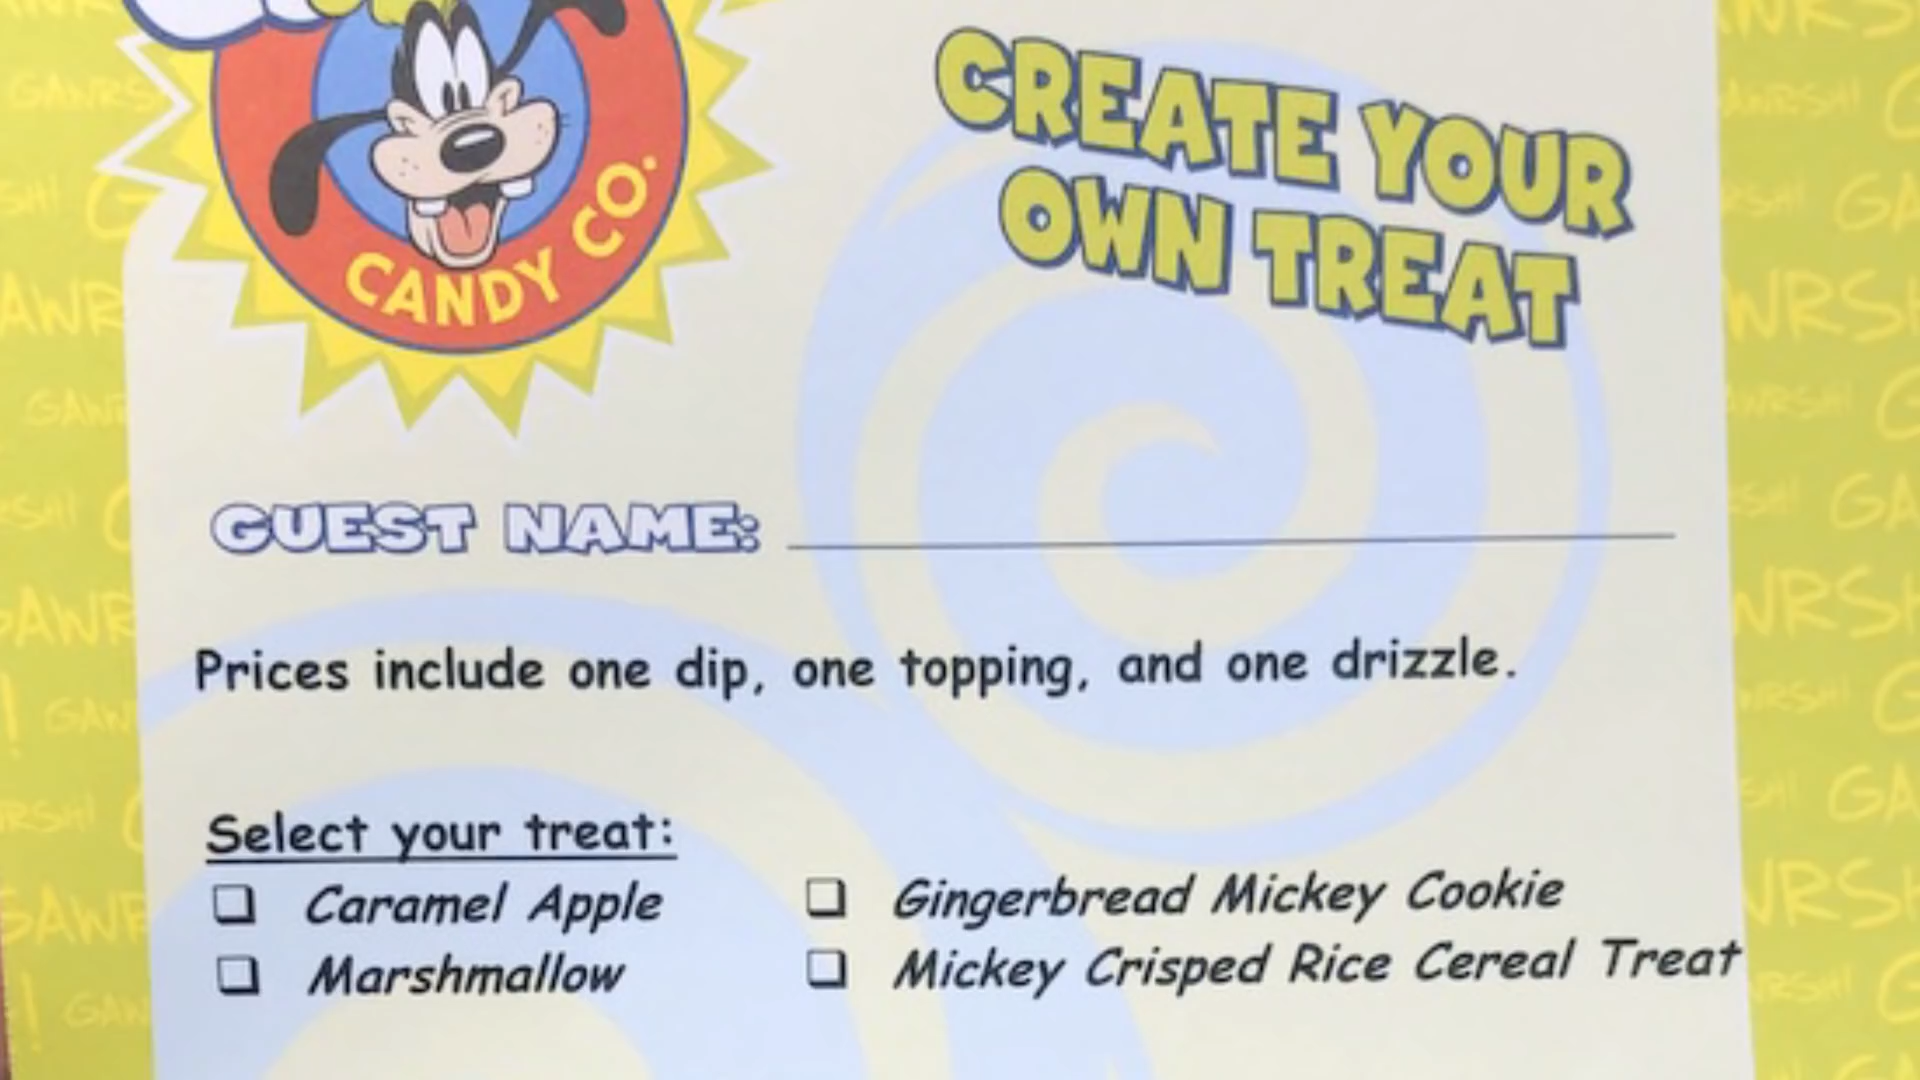 CANDY CO.
CREATE YOUR
OWN TREAT
GUEST NAME:
Prices include one dip, one topping, and one drizzle.
Select your treat:
❑ Caramel Apple
❑ Gingerbread Mickey Cookie
❑ Marshmallow
❑ Mickey Crisped Rice Cereal Treat